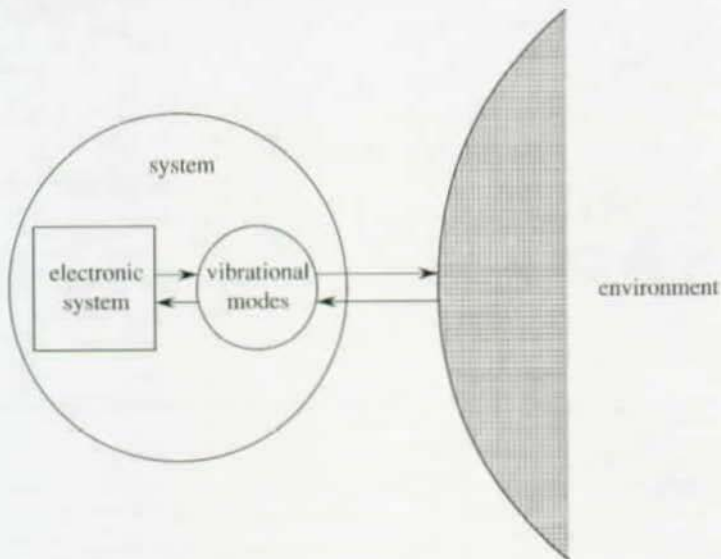 system
electronic
system
vibrational
modes
environment